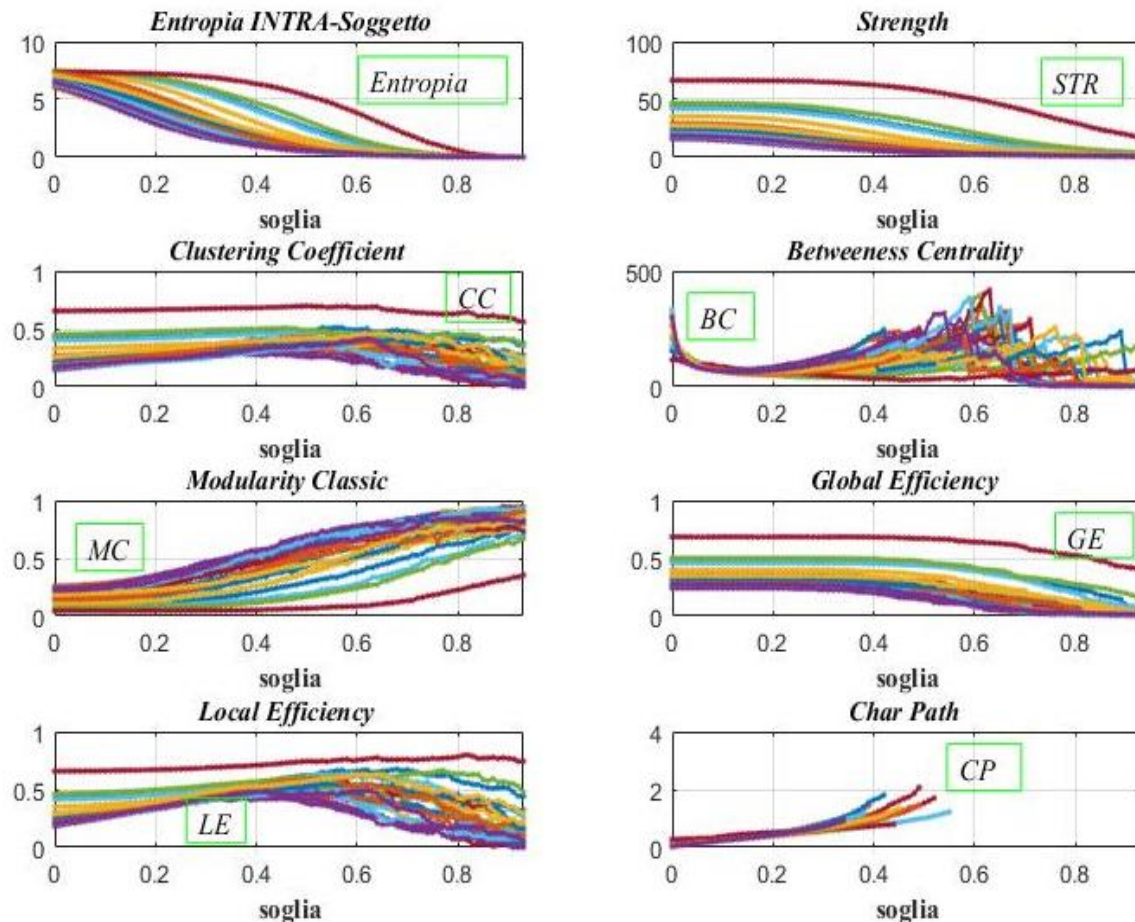 Entropia INTRA-Soggetto
10
5
0
Entropia
0 0.2 0.4 0.6 0.8
soglia
Strength
100
50
0
STR
0 0.2 0.4 0.6 0.8
soglia
Clustering Coefficient
1
0.5
0
CC
0 0.2 0.4 0.6 0.8
soglia
Betweeness Centrality
500
0
BC
0 0.2 0.4 0.6 0.8
soglia
Modularity Classic
1
0.5
0
MC
0 0.2 0.4 0.6 0.8
soglia
Global Efficiency
1
0.5
0
GE
0 0.2 0.4 0.6 0.8
soglia
Local Efficiency
1
0.5
0
LE
0 0.2 0.4 0.6 0.8
soglia
Char Path
4
2
0
CP
0 0.2 0.4 0.6 0.8
soglia